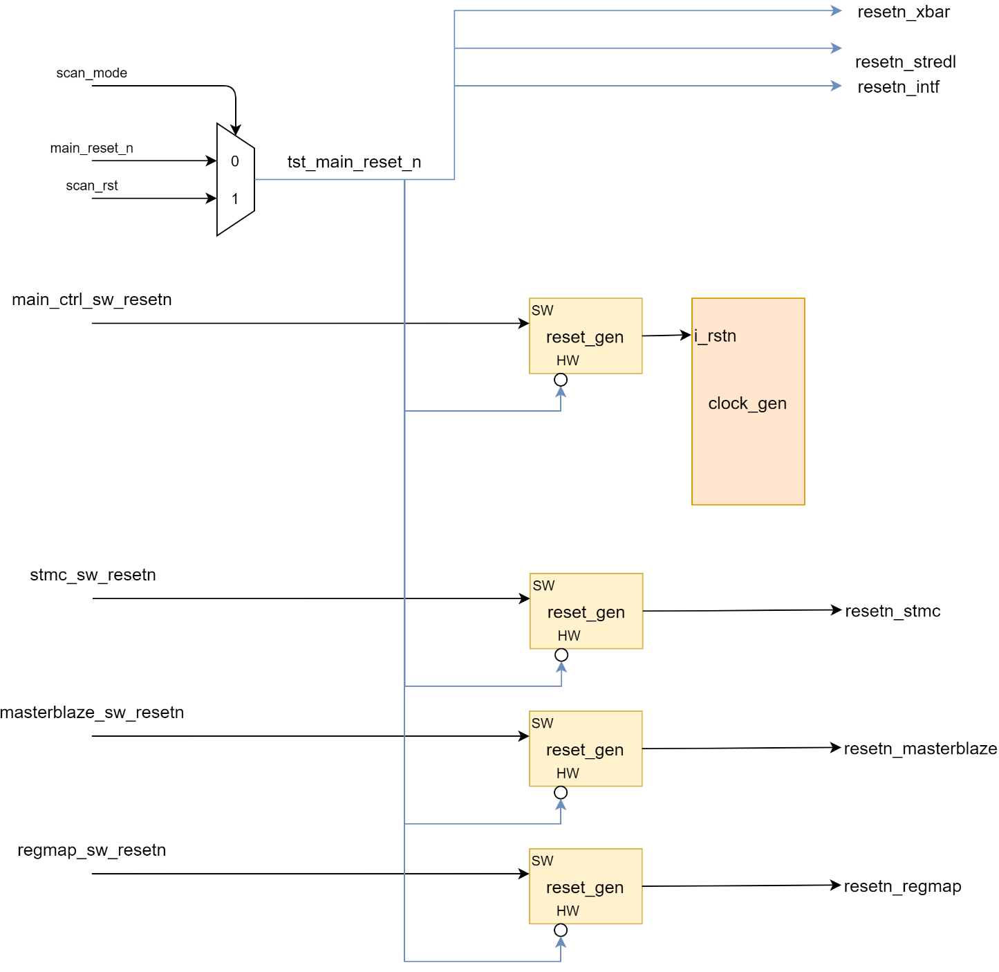 resetn_xbar
resetn_stredl
scan_mode
resetn_intf
main_reset_n
0
tst_main_reset_n
scan_rst
1
main_ctrl_sw_resetn
SW
reset_gen
i_rstn
HW
clock_gen
stmc_sw_resetn
SW
reset_gen
resetn_stmc
HW
masterblaze_sw_resetn
SW
reset_gen
resetn_masterblaze
HW
regmap_sw_resetn
SW
reset_gen
resetn_regmap
HW